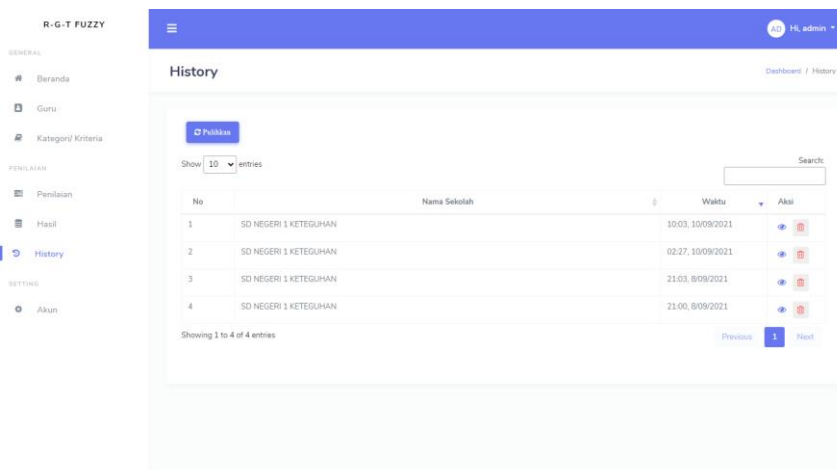 R-G-T FUZZY
AD Hi, admin
GENERAL
Beranda
Guru
Kategori/ Kriteria
PENILAIAN
Penilaian
Hasil
History
SETTING
Akun
History
Dashboard / History
Pulihkan
Show 10 entries
Search:
No Nama Sekolah Waktu Aksi
1 SD NEGERI 1 KETEGUHAN 10:03, 10/09/2021
2 SD NEGERI 1 KETEGUHAN 02:27, 10/09/2021
3 SD NEGERI 1 KETEGUHAN 21:03, 8/09/2021
4 SD NEGERI 1 KETEGUHAN 21:00, 8/09/2021
Showing 1 to 4 of 4 entries
Previous 1 Next